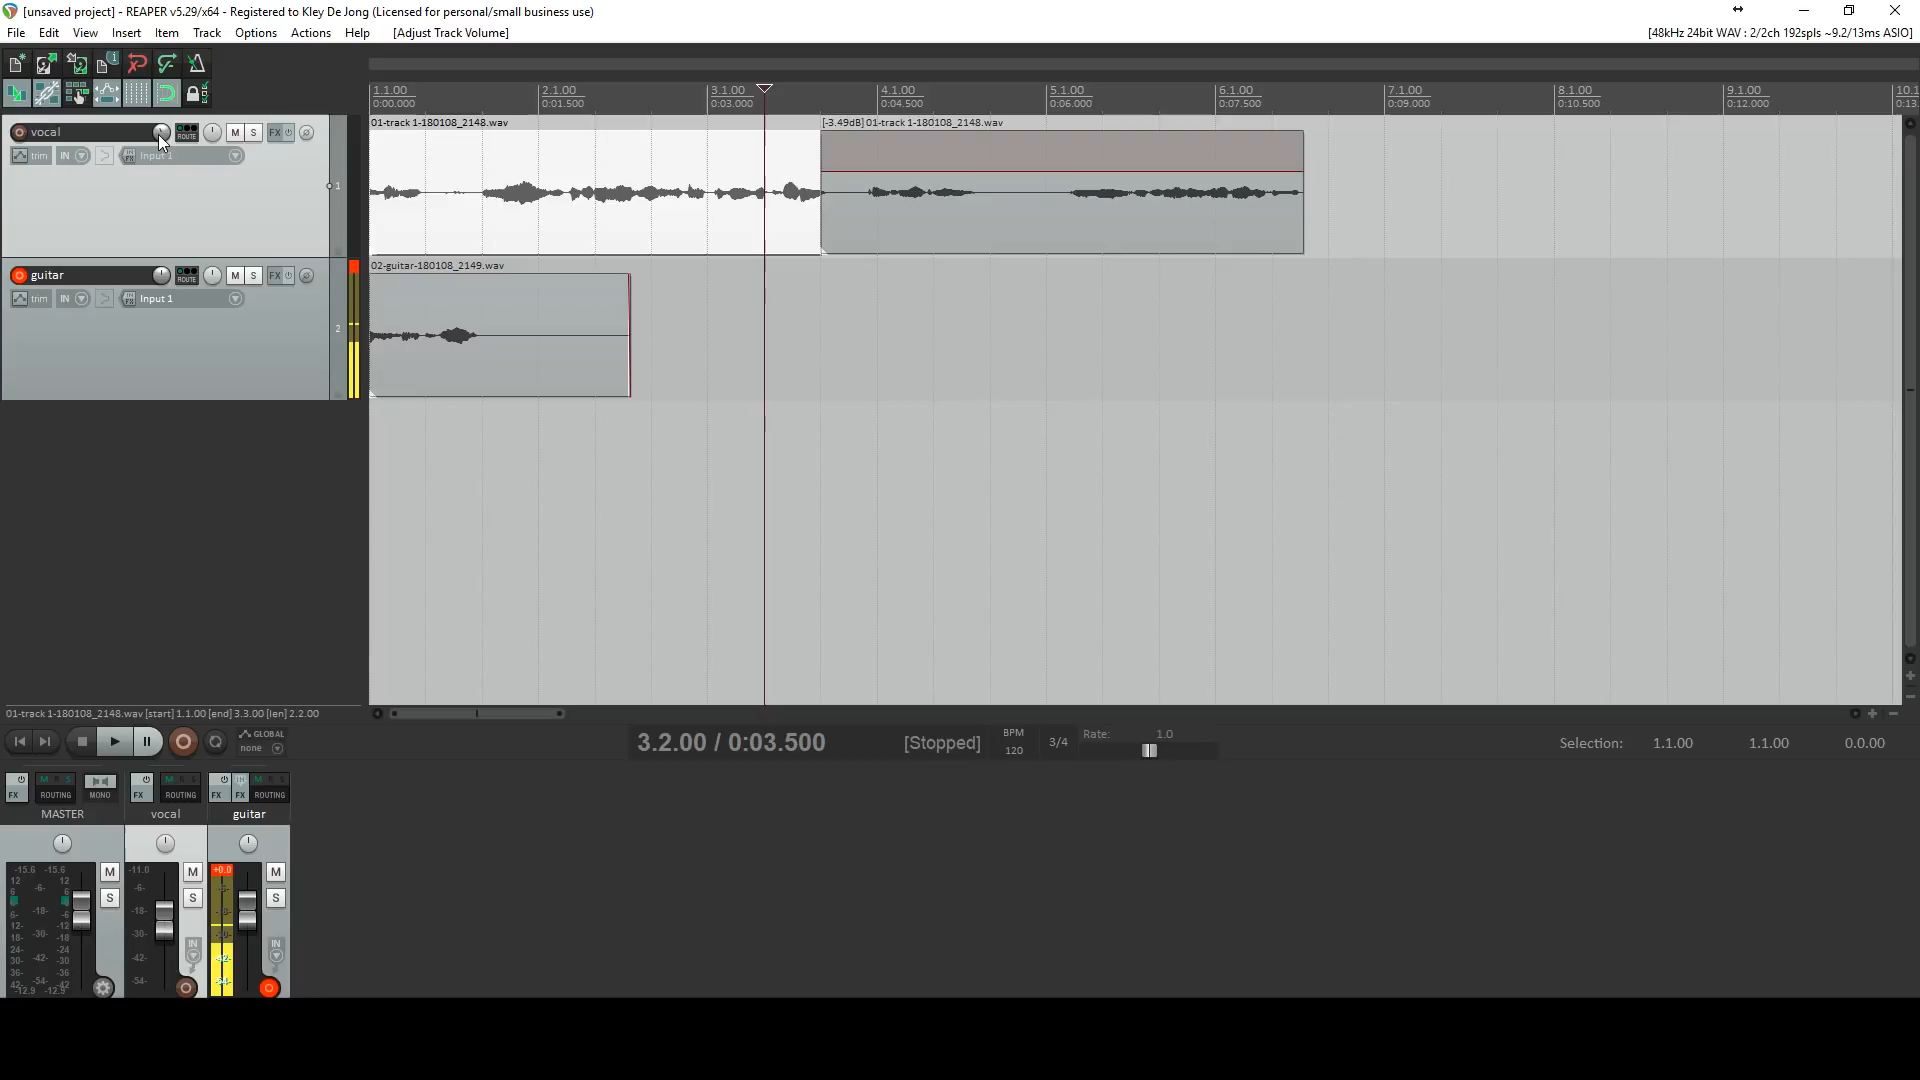 [unsaved project] - REAPER v5.29/x64 - Registered to Kley De Jong (Licensed for personal/small business use)
File Edit View Insert Item Track Options Actions Help [Adjust Track Volume]
[48kHz 24bit WAV : 2/2ch 192spls ~9.2/13ms ASIO]
1.1.00 2.1.00 3.1.00 4.1.00 5.1.00 6.1.00 7.1.00 8.1.00 9.1.00 10.1
0:00.000 0:01.500 0:03.000 0:04.500 0:06.000 0:07.500 0:09.000 0:10.500 0:12.000 0:13.
01-track 1-180108_2148.wav [-3.49dB] 01-track 1-180108_2148.wav
vocal ROUTE M S FX
trim IN IN FX Input 1
1
02-guitar-180108_2149.wav
guitar ROUTE M S FX
trim IN IN FX Input 1
2
01-track 1-180108_2148.wav [start] 1.1.00 [end] 3.3.00 [len] 2.2.00
GLOBAL
none
3.2.00 / 0:03.500 [Stopped]
BPM
120
3/4
Rate: 1.0
Selection: 1.1.00 1.1.00 0.0.00
FX ROUTING MONO FX ROUTING FX FX ROUTING
MASTER vocal guitar
-15.6 -15.6 -11.0 +0.0
M S M S M S
12 12
6 6
-6- -6-
6- -6
-18- -18-
12- -12
18- -18
-30- -30-
24- -24
30- -30
36- -36
-42- -42-
-54- -54-
42 42
-12.9 -12.9
IN IN